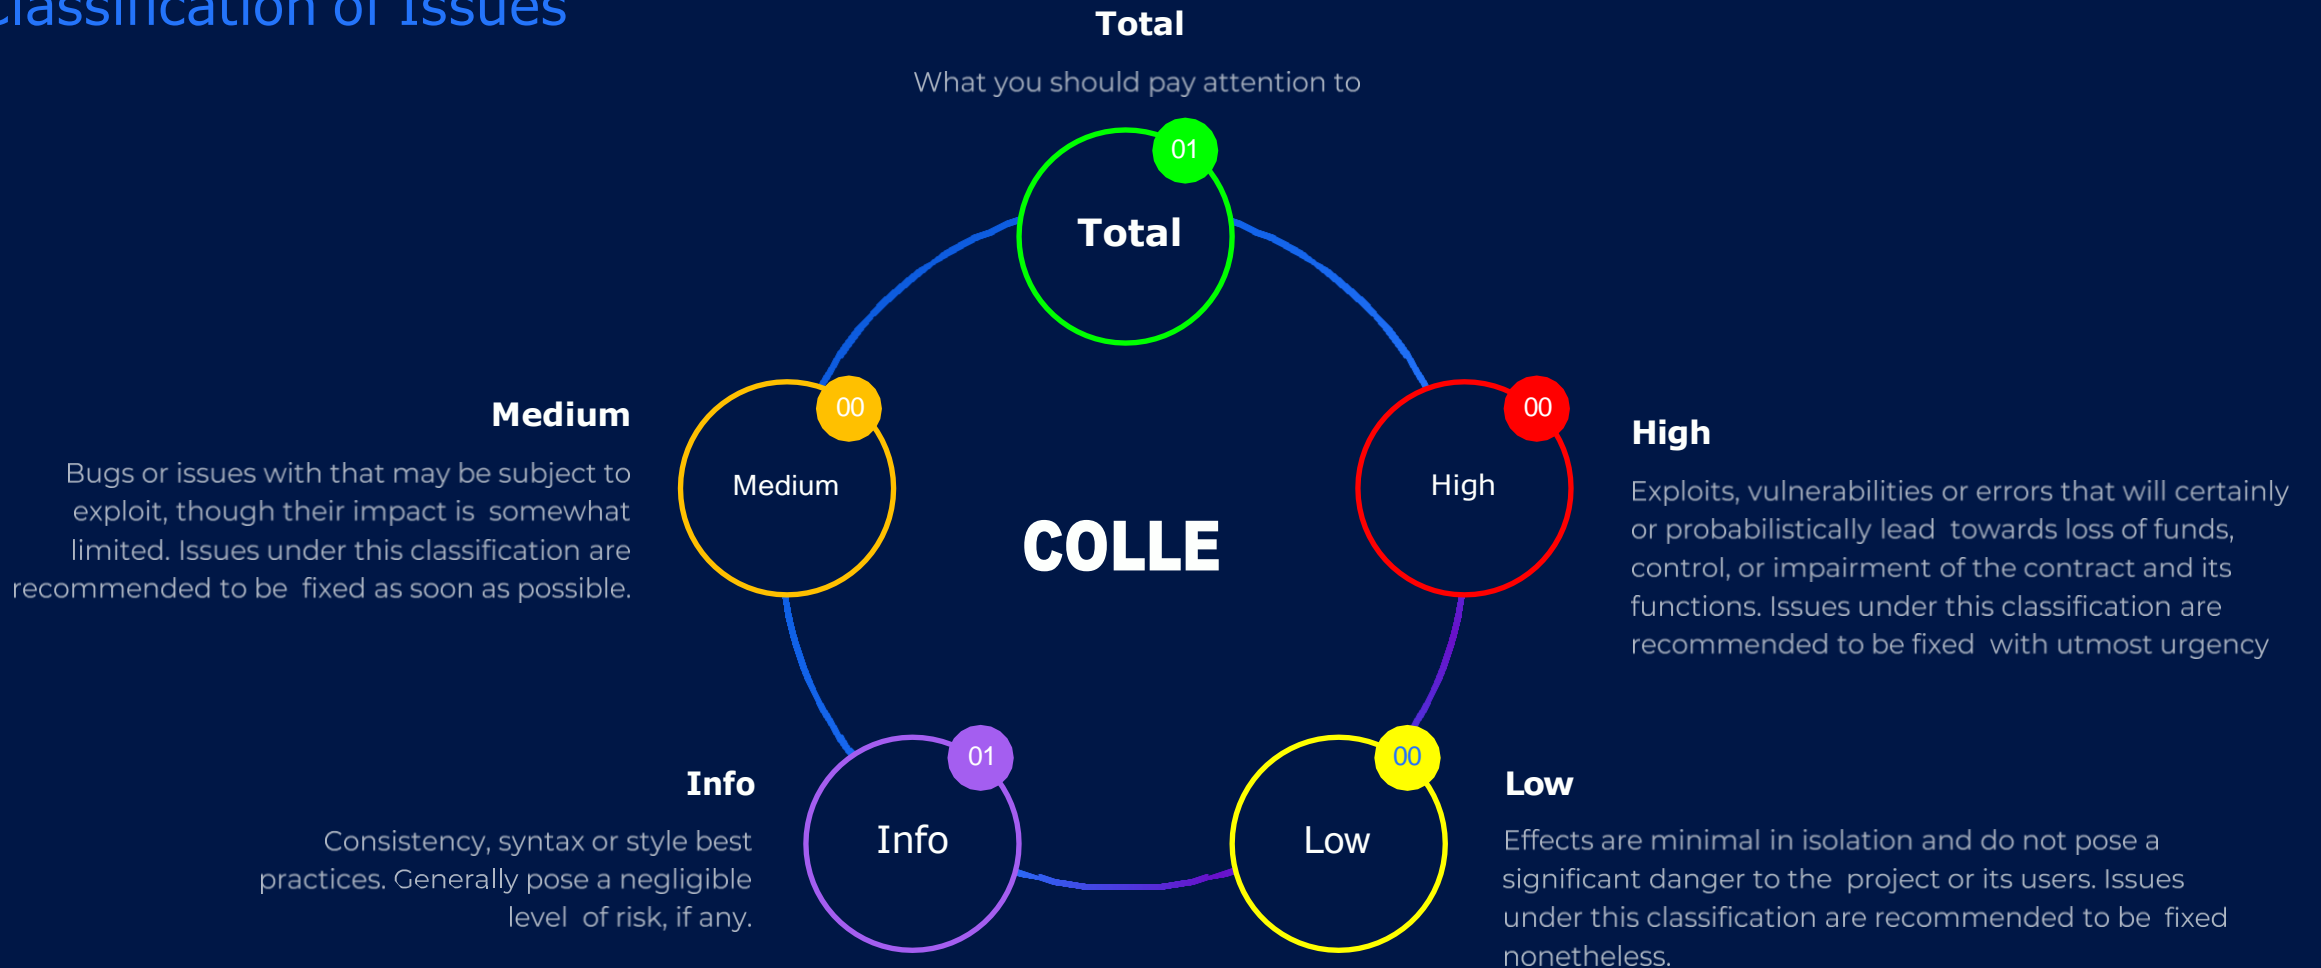 Classification of Issues
Total
What you should pay attention to
01
Total
Medium
Bugs or issues with that may be subject to
exploit, though their impact is somewhat
limited. Issues under this classification are
recommended to be fixed as soon as possible.
00
Medium
00
High
High
Exploits, vulnerabilities or errors that will certainly
or probabilistically lead towards loss of funds,
control, or impairment of the contract and its
functions. Issues under this classification are
recommended to be fixed with utmost urgency
COLLE
Info
Consistency, syntax or style best
practices. Generally pose a negligible
level of risk, if any.
01
Info
00
Low
Low
Effects are minimal in isolation and do not pose a
significant danger to the project or its users. Issues
under this classification are recommended to be fixed
nonetheless.